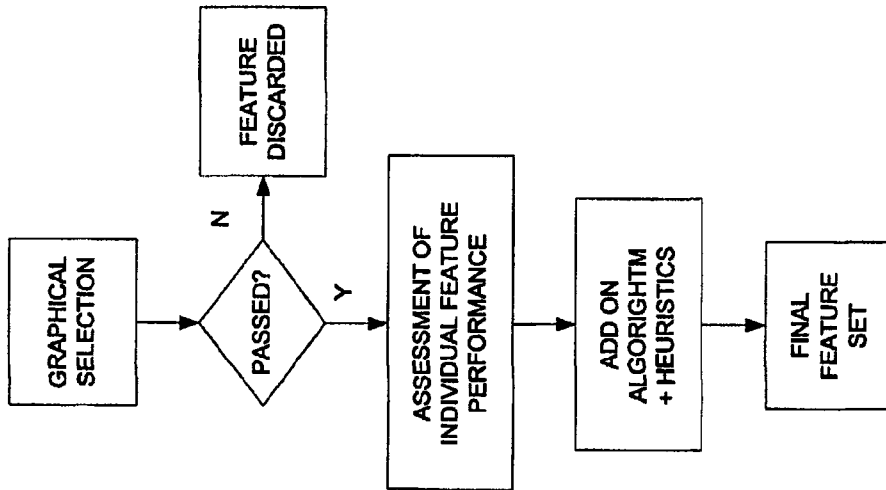 GRAPHICAL
SELECTION
PASSED?
N
FEATURE
DISCARDED
Y
ASSESSMENT OF
INDIVIDUAL FEATURE
PERFORMANCE
ADD ON
ALGORIGHTM
+ HEURISTICS
FINAL
FEATURE
SET